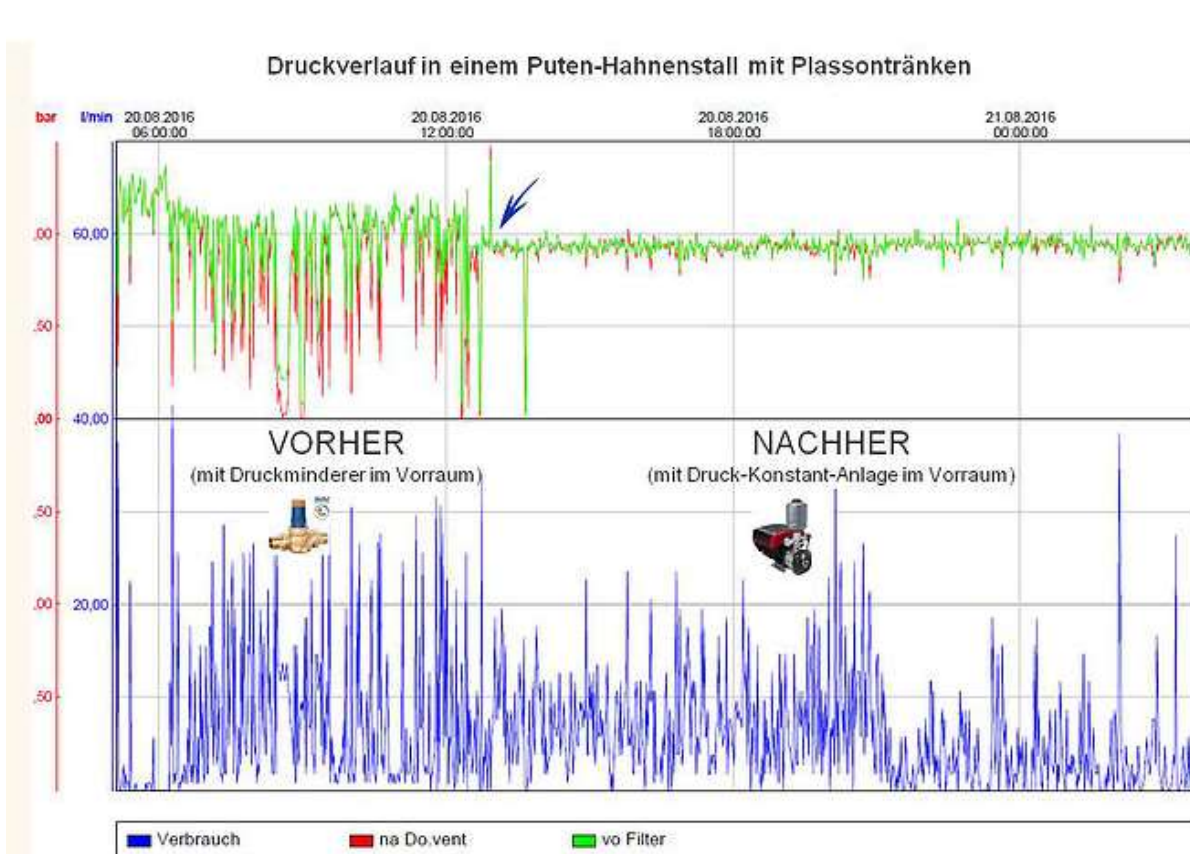 Druckverlauf in einem Puten-Hahnenstall mit Plassontränken
bar l/min 20.08.2016 20.08.2016 20.08.2016 21.08.2016
06:00:00 12:00:00 18:00:00 00:00:00
,00 60,00
,50
,00 40,00
VORHER NACHHER
(mit Druckminderer im Vorraum) (mit Druck-Konstant-Anlage im Vorraum)
,50
,00 20,00
,50
Verbrauch na Do.vent vo Filter